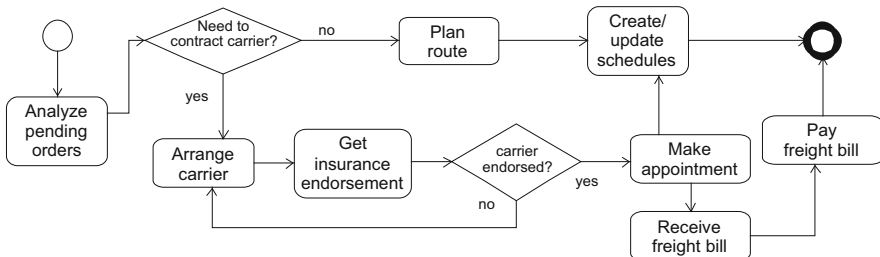 Need to
contract carrier?
no
Plan
route
Create/
update
schedules
Analyze
pending
orders
yes
Arrange
carrier
Get
insurance
endorsement
carrier
endorsed?
yes
no
Make
appointment
Pay
freight bill
Receive
freight bill